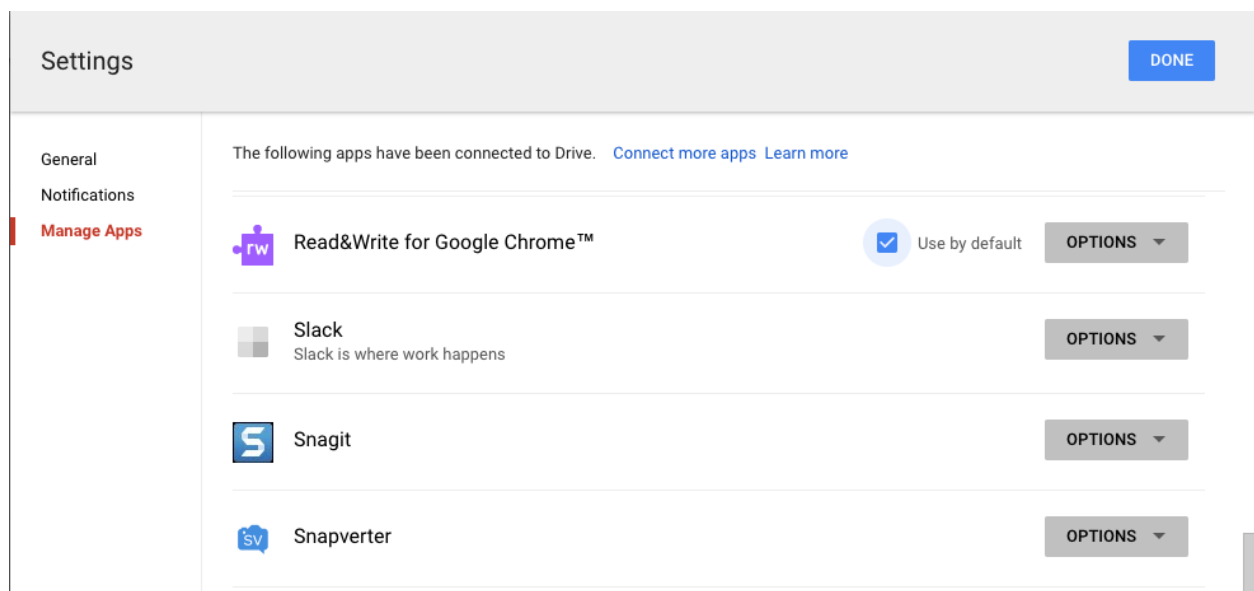 Settings
DONE
General
Notifications
Manage Apps
The following apps have been connected to Drive. Connect more apps Learn more
rw
Read&Write for Google Chrome™
Use by default
OPTIONS
Slack
Slack is where work happens
OPTIONS
S
Snagit
OPTIONS
SV
Snapverter
OPTIONS